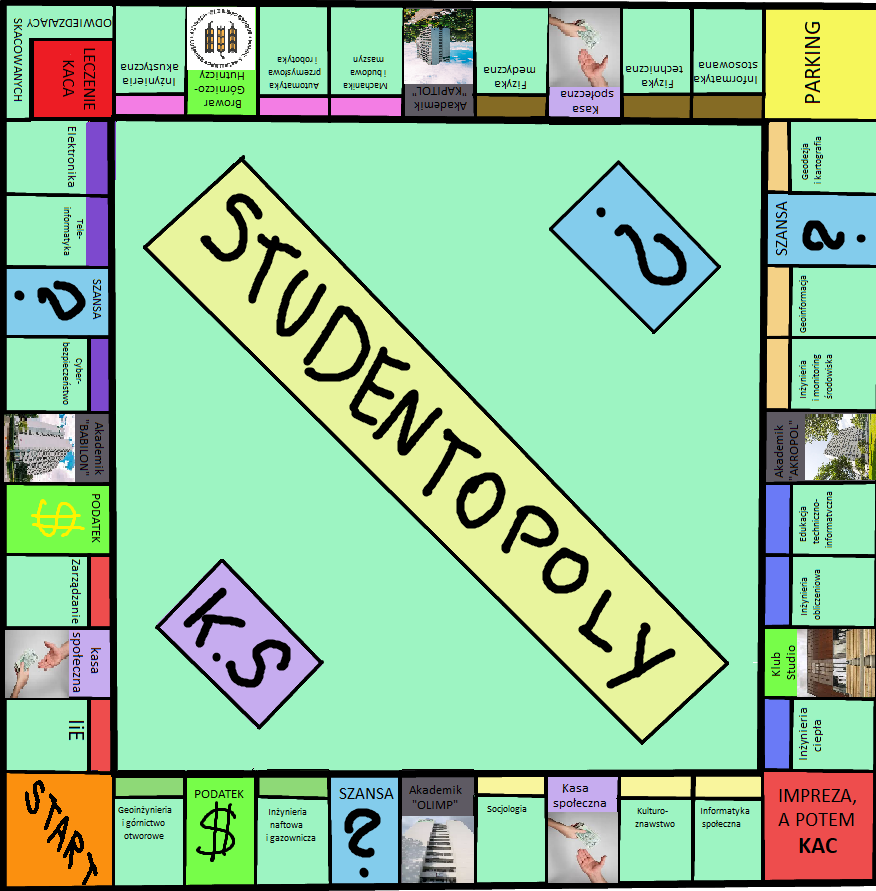 SKACOWANYCH
ODWIEDZAJĄCY
LECZENIE
KACA
Inżynieria
akustyczna
Browar
Górniczo-
Hutniczy
Automatyka
przemysłowa
i robotyka
Machanika
i budowa
maszyn
Akademik
"KAPITOL"
Fizyka
medyczna
Kasa
społeczna
Fizyka
techniczna
Informatyka
stosowana
PARKING
Elektronika
Tele-
informatyka
SZANSA
?
Cyber-
bezpieczeństwo
Akademik
"BABILON"
PODATEK
$
Zarządzanie
kasa
społeczna
IiE
STUDENTOPOLY
?
K.S
Geodezja
i kartografia
SZANSA
?
Geoinformacja
Inżynieria
i monitoring
środowiska
Akademik
"AKROPOL"
Edukacja
techniczno-
informatyczna
Inżynieria
obliczeniowa
Klub
Studio
Inżynieria
ciepła
START
Geoinżynieria
i górnictwo
otworowe
PODATEK
$
Inżynieria
naftowa
i gazownicza
SZANSA
?
Akademik
"OLIMP"
Socjologia
Kasa
społeczna
Kulturo-
znawstwo
Informatyka
społeczna
IMPREZA,
A POTEM
KAC